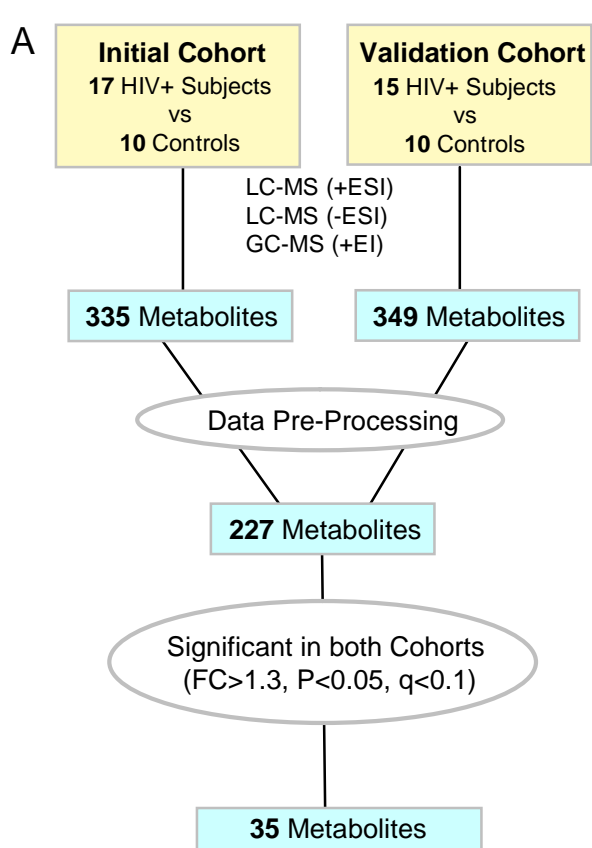 A
Initial Cohort
17 HIV+ Subjects
vs
10 Controls
Validation Cohort
15 HIV+ Subjects
vs
10 Controls
LC-MS (+ESI)
LC-MS (-ESI)
GC-MS (+EI)
335 Metabolites
349 Metabolites
Data Pre-Processing
227 Metabolites
Significant in both Cohorts
(FC>1.3, P<0.05, q<0.1)
35 Metabolites